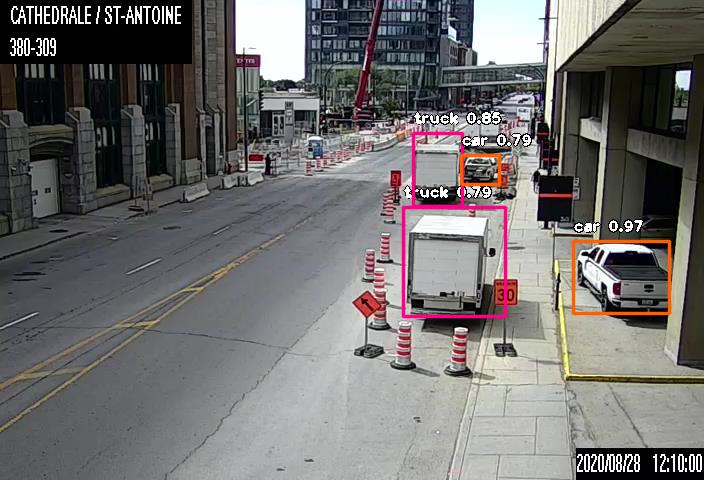 CATHEDRALE / ST-ANTOINE
380-309
truck 0.85
car 0.79
truck 0.79
car 0.97
30
2020/08/28 12:10:00